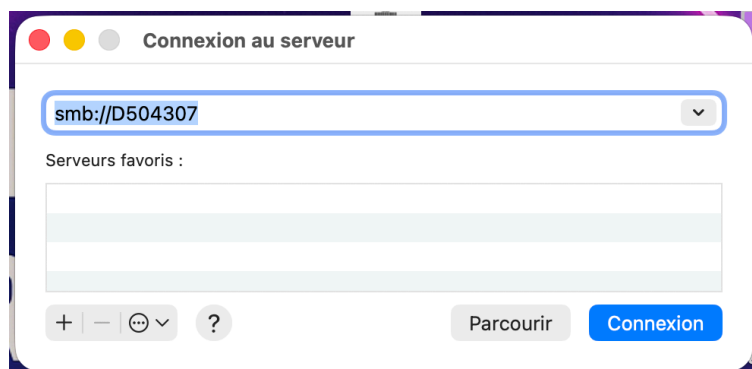 Connexion au serveur
smb://D504307
Serveurs favoris :
?
Parcourir
Connexion